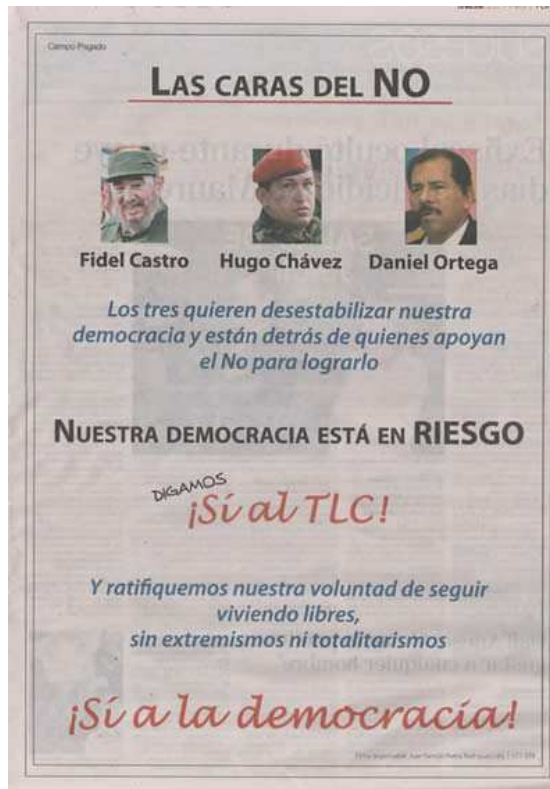 Campo Pagado
LAS CARAS DEL NO
Fidel Castro Hugo Chávez Daniel Ortega
Los tres quieren desestabilizar nuestra
democracia y están detrás de quienes apoyan
el No para lograrlo
NUESTRA DEMOCRACIA ESTÁ EN RIESGO
DIGAMOS
¡Sí al TLC!
Y ratifiquemos nuestra voluntad de seguir
viviendo libres,
sin extremismos ni totalitarismos
¡Sí a la democracia!